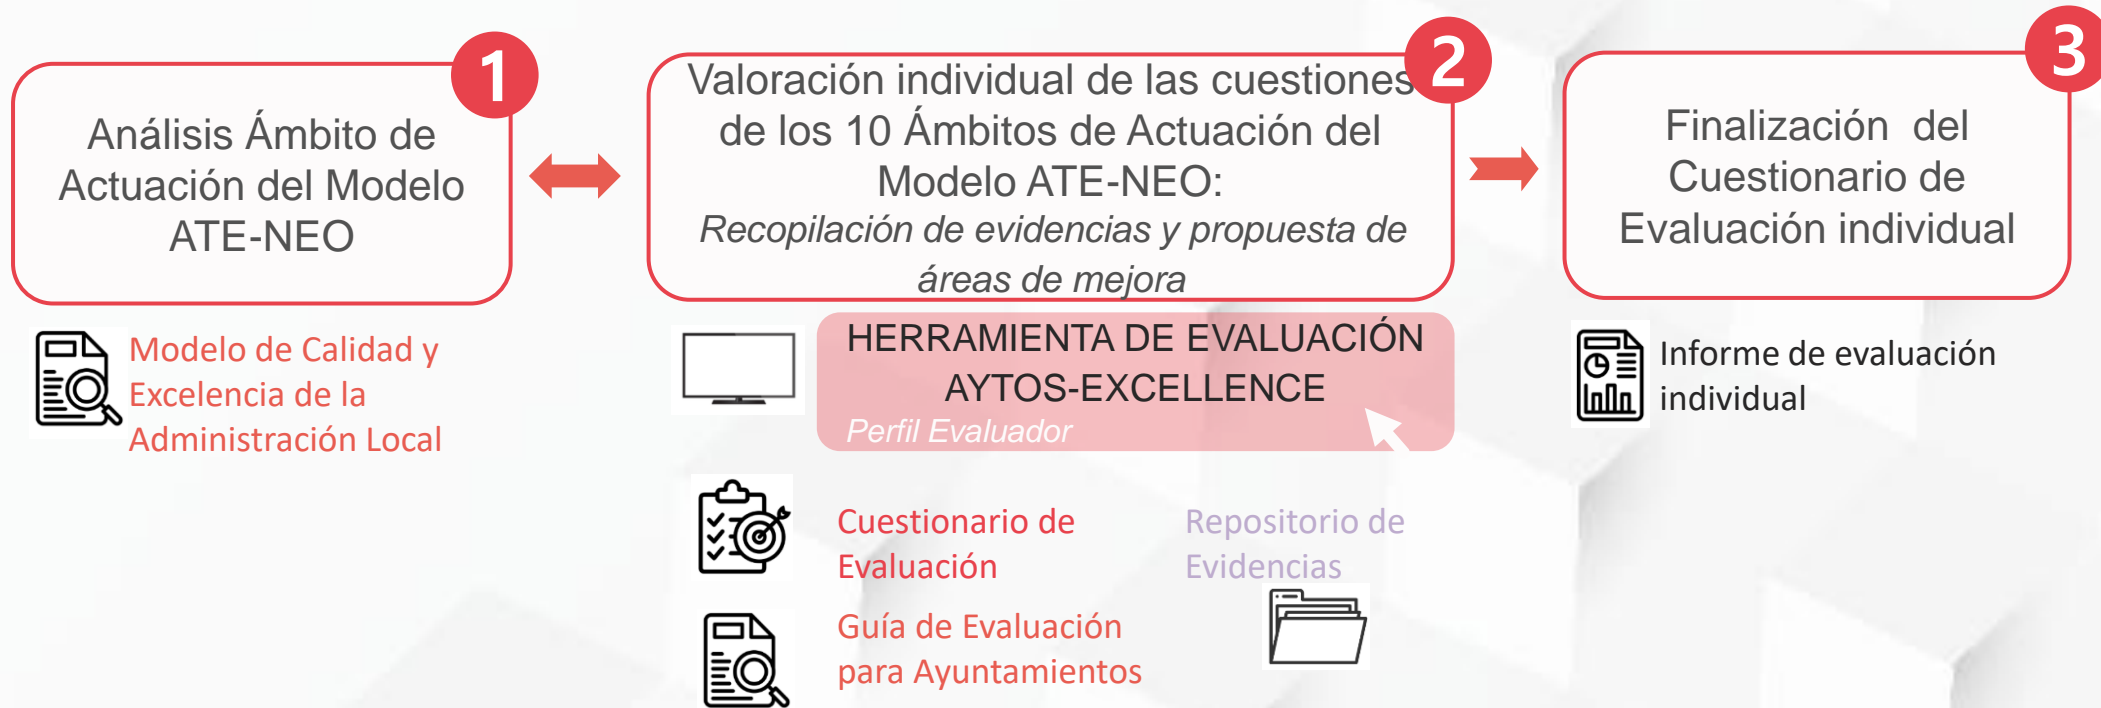 1
Análisis Ámbito de
Actuación del Modelo
ATE-NEO
Modelo de Calidad y
Excelencia de la
Administración Local
2
Valoración individual de las cuestiones
de los 10 Ámbitos de Actuación del
Modelo ATE-NEO:
Recopilación de evidencias y propuesta de
áreas de mejora
HERRAMIENTA DE EVALUACIÓN
AYTOS-EXCELLENCE
Perfil Evaluador
Cuestionario de
Evaluación
Repositorio de
Evidencias
Guía de Evaluación
para Ayuntamientos
3
Finalización del
Cuestionario de
Evaluación individual
Informe de evaluación
individual